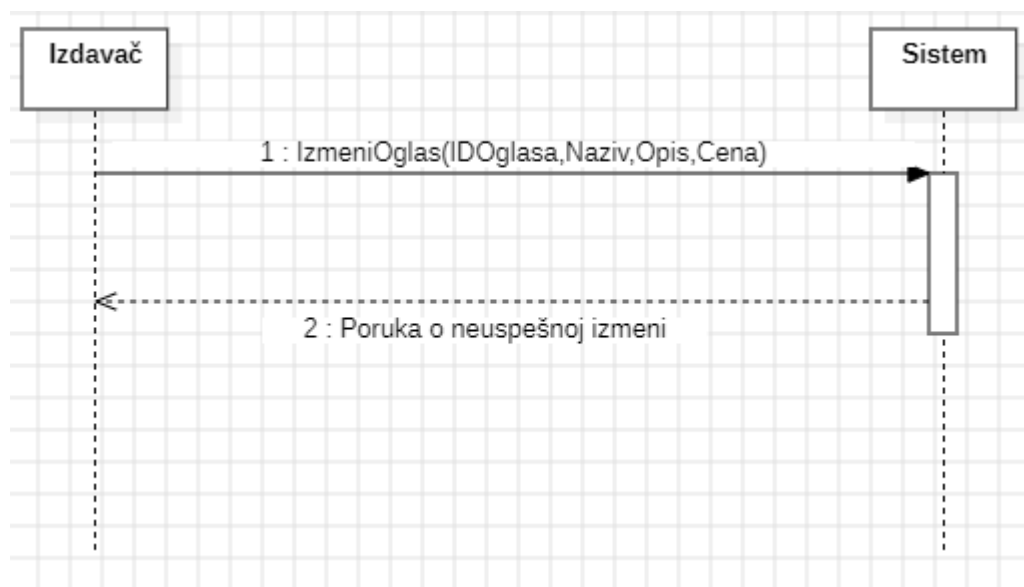 Izdavač
Sistem
1 : IzmeniOglas(IDOglasa,Naziv,Opis,Cena)
2 : Poruka o neuspešnoj izmeni